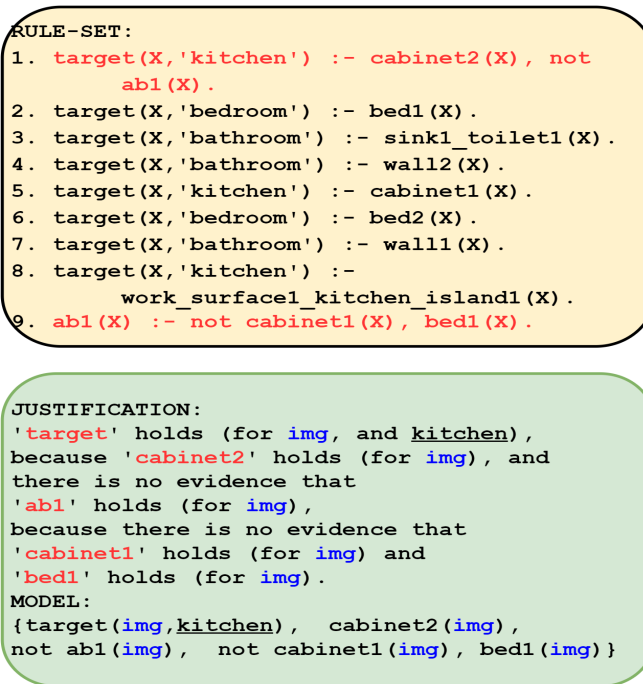 RULE-SET:
1. target(X,'kitchen') :- cabinet2(X), not
ab1(X).
2. target(X,'bedroom') :- bed1(X).
3. target(X,'bathroom') :- sink1_toilet1(X).
4. target(X,'bathroom') :- wall2(X).
5. target(X,'kitchen') :- cabinet1(X).
6. target(X,'bedroom') :- bed2(X).
7. target(X,'bathroom') :- wall1(X).
8. target(X,'kitchen') :-
work_surface1_kitchen_island1(X).
9. ab1(X) :- not cabinet1(X), bed1(X).
JUSTIFICATION:
'target' holds (for img, and kitchen),
because 'cabinet2' holds (for img), and
there is no evidence that
'ab1' holds (for img),
because there is no evidence that
'cabinet1' holds (for img) and
'bed1' holds (for img).
MODEL:
{target(img,kitchen), cabinet2(img),
not ab1(img), not cabinet1(img), bed1(img)}